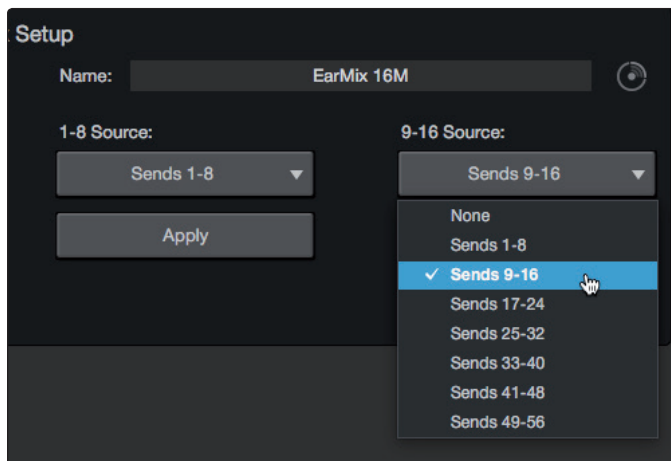 Setup
Name: EarMix 16M
1-8 Source: 9-16 Source:
Sends 1-8 Sends 9-16
Apply
None
Sends 1-8
✓ Sends 9-16
Sends 17-24
Sends 25-32
Sends 33-40
Sends 41-48
Sends 49-56